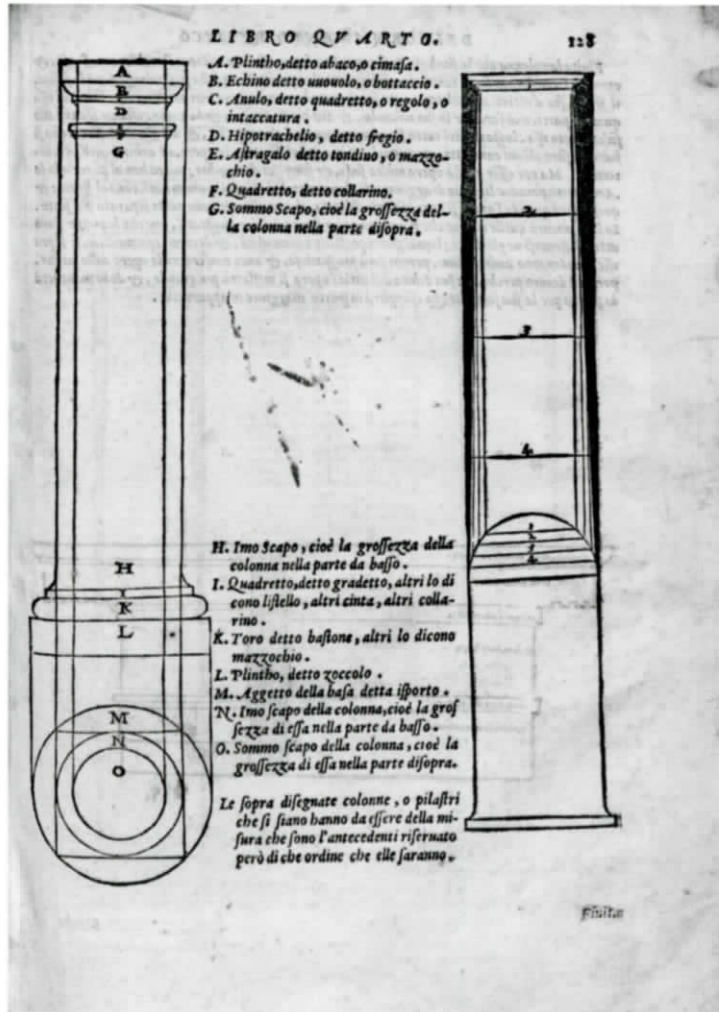 LIBRO QVARTO. 128
A. Plintho, detto abaco, o cimasa.
B. Echino detto uuouolo, o bottaccio.
C. Anulo, detto quadretto, o regolo, o
intaccatura.
D. Hipotrachelio, detto fregio.
E. Astragalo detto tondino, o mazzo-
chio.
F. Quadretto, detto collarino.
G. Sommo Scapo, cioè la grossezza del-
la colonna nella parte disopra.
A
B
D
G
2
3
4
H. Imo Scapo, cioè la grossezza della
colonna nella parte da basso.
I. Quadretto, detto gradetto, altri lo di
cono listello, altri cinta, altri colla-
rino.
K. Toro detto bastone, altri lo dicono
mazzochio.
L. Plintho, detto zoccolo.
M. Aggetto della basa detta isporto.
N. Imo scapo della colonna, cioè la gros
sezza di essa nella parte da basso.
O. Sommo scapo della colonna, cioè la
grossezza di essa nella parte disopra.
H
K
L
M
N
O
Le sopra disegnate colonne, o pilastri
che si siano hanno da essere della mi-
sura che sono l'antecedenti riseruato
però di che ordine che elle saranno.